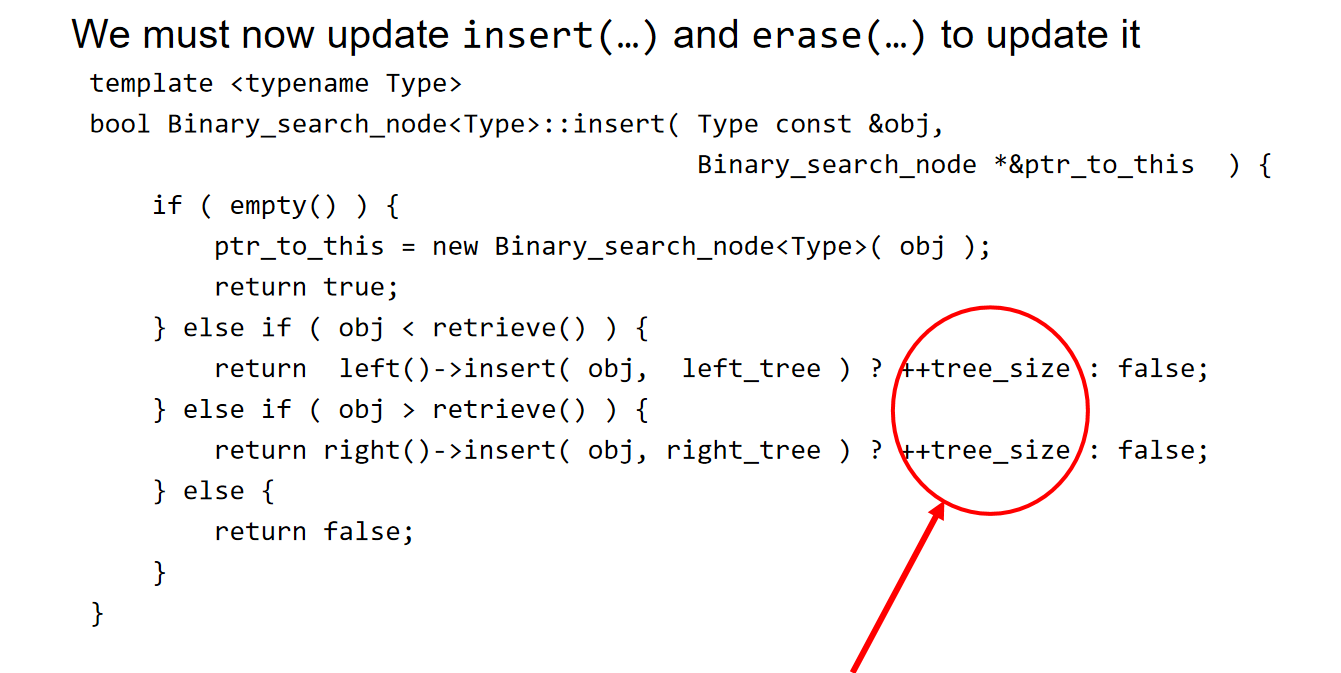 We must now update insert(…) and erase(…) to update it
template <typename Type>
bool Binary_search_node<Type>::insert( Type const &obj,
Binary_search_node *&ptr_to_this ) {
if ( empty() ) {
ptr_to_this = new Binary_search_node<Type>( obj );
return true;
} else if ( obj < retrieve() ) {
return left()->insert( obj, left_tree ) ? ++tree_size : false;
} else if ( obj > retrieve() ) {
return right()->insert( obj, right_tree ) ? ++tree_size : false;
} else {
return false;
}
}